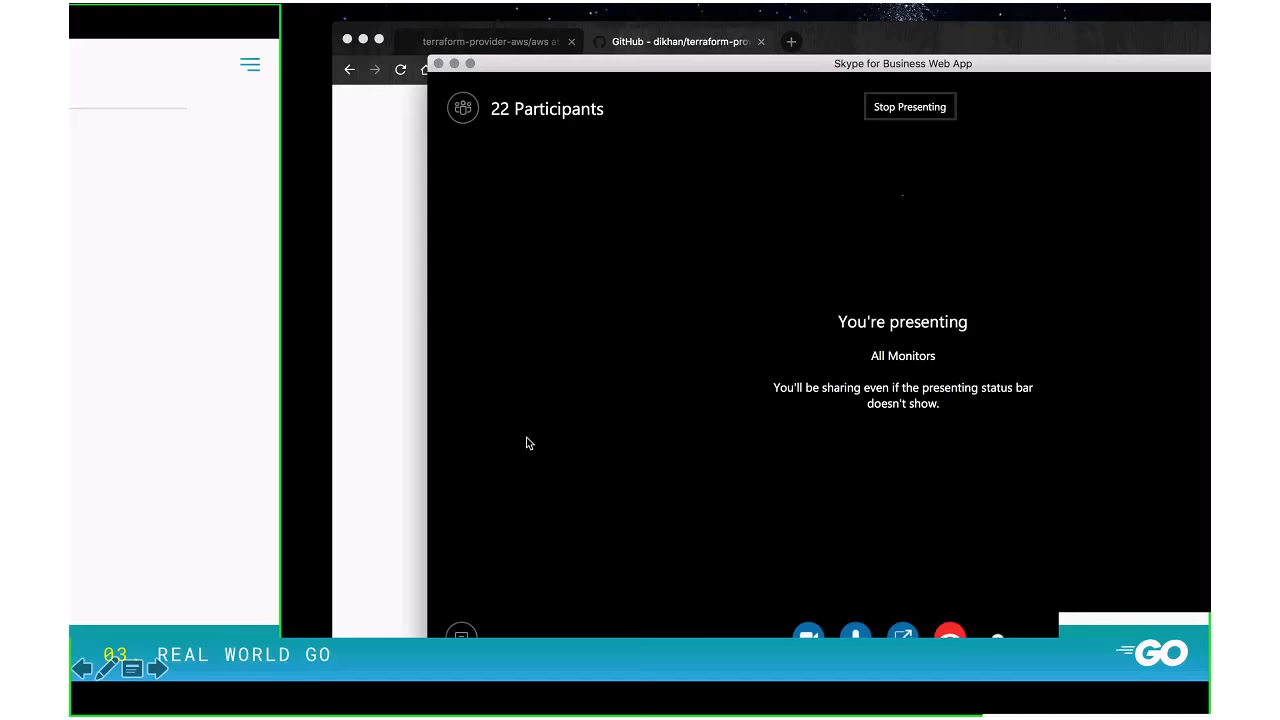 terraform-provider-aws/aws at
GitHub - dikhan/terraform-prov
Skype for Business Web App
22 Participants
Stop Presenting
You're presenting
All Monitors
You'll be sharing even if the presenting status bar
doesn't show.
03. REAL WORLD GO
GO